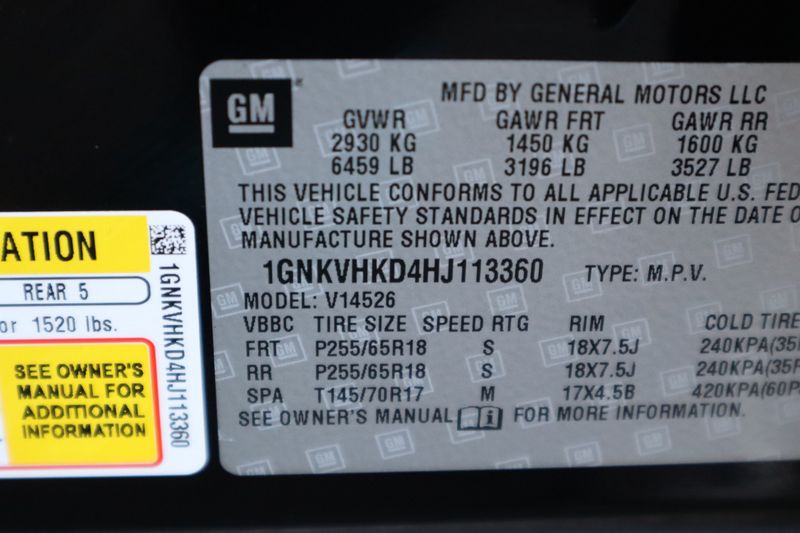 GM
MFD BY GENERAL MOTORS LLC
GVWR GAWR FRT GAWR RR
2930 KG 1450 KG 1600 KG
6459 LB 3196 LB 3527 LB
THIS VEHICLE CONFORMS TO ALL APPLICABLE U.S. FED
VEHICLE SAFETY STANDARDS IN EFFECT ON THE DATE O
MANUFACTURE SHOWN ABOVE.
1GNKVHKD4HJ113360 TYPE: M.P.V.
MODEL: V14526
VBBC TIRE SIZE SPEED RTG RIM COLD TIRE
FRT P255/65R18 S 18X7.5J 240KPA(35
RR P255/65R18 S 18X7.5J 240KPA(35
SPA T145/70R17 M 17X4.5B 420KPA(60P
SEE OWNER'S MANUAL FOR MORE INFORMATION.
ATION
REAR 5
or 1520 lbs.
SEE OWNER'S
MANUAL FOR
ADDITIONAL
INFORMATION
1GNKVHKD4HJ113360